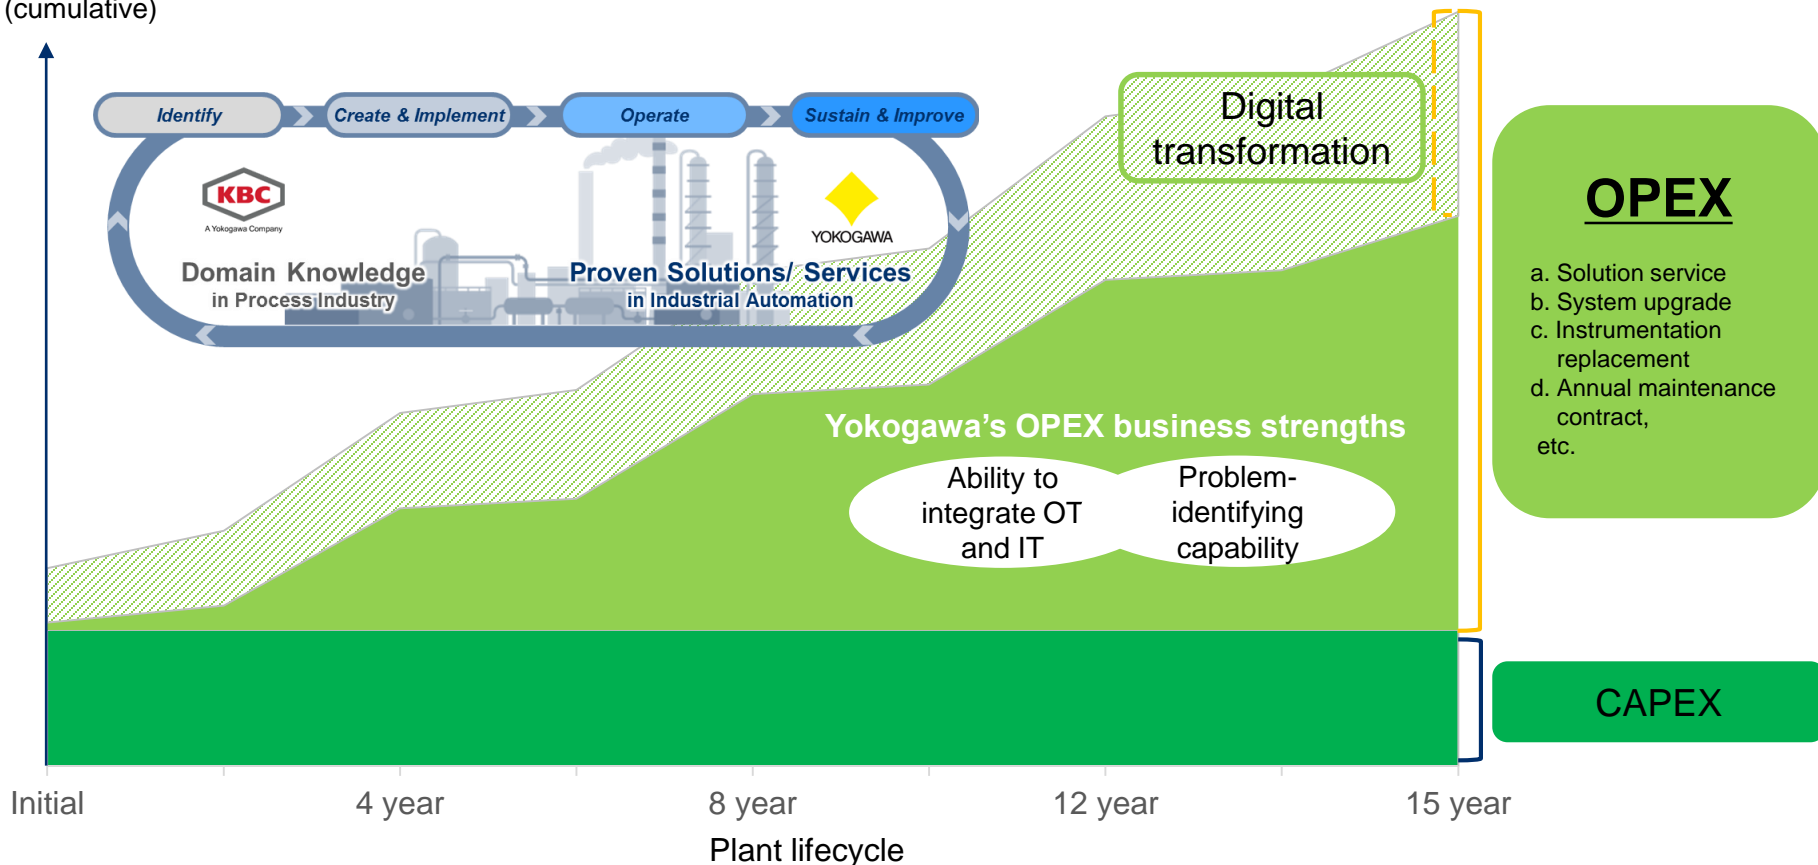 (cumulative)
Identify
Create & Implement
Operate
Sustain & Improve
KBC
A Yokogawa Company
YOKOGAWA
Domain Knowledge
in Process Industry
Proven Solutions/ Services
in Industrial Automation
Digital
transformation
Yokogawa’s OPEX business strengths
Ability to
integrate OT
and IT
Problem-
identifying
capability
OPEX
a. Solution service
b. System upgrade
c. Instrumentation
replacement
d. Annual maintenance
contract,
etc.
CAPEX
Initial
4 year
8 year
12 year
15 year
Plant lifecycle